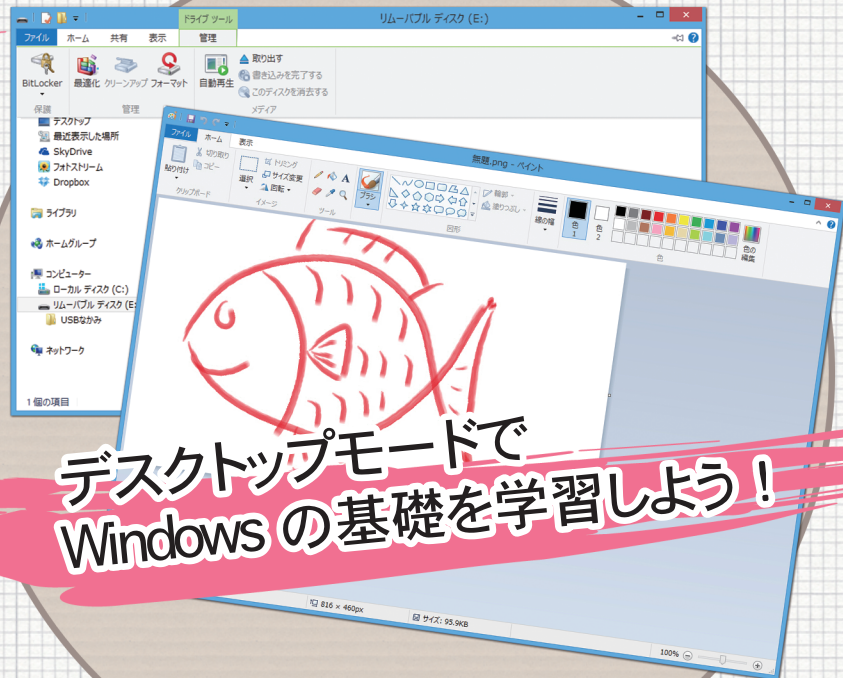 ドライブ ツール
リムーバブル ディスク (E:)
ファイル
ホーム
共有
表示
管理
BitLocker
最適化
クリーンアップ
フォーマット
自動再生
取り出す
書き込みを完了する
このディスクを消去する
保護
管理
メディア
デスクトップ
最近表示した場所
SkyDrive
フォトストリーム
Dropbox
ライブラリ
ホームグループ
コンピューター
ローカル ディスク (C:)
リムーバブル ディスク (E:
USBなかみ
ネットワーク
1 個の項目
無題.png - ペイント
ファイル
ホーム
表示
貼り付け
切り取り
コピー
クリップボード
選択
トリミング
サイズ変更
回転
イメージ
A
ツール
ブラシ
輪郭
塗りつぶし
図形
線の幅
色
1
色
2
色の
編集
色
デスクトップモードで
Windows の基礎を学習しよう！
816 × 460px
サイズ: 95.9KB
100%